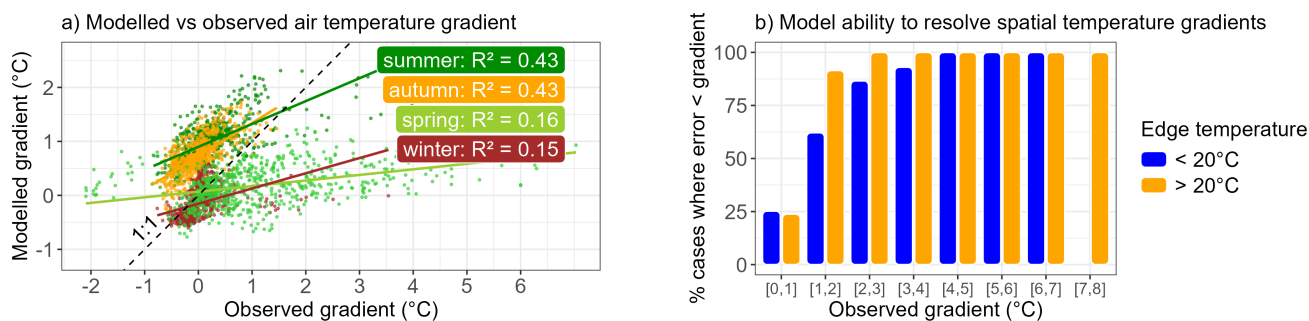 a) Modelled vs observed air temperature gradient
Modelled gradient (°C)
2
1
0
-1
summer: R² = 0.43
autumn: R² = 0.43
spring: R² = 0.16
winter: R² = 0.15
1:1
-2 -1 0 1 2 3 4 5 6
Observed gradient (°C)
b) Model ability to resolve spatial temperature gradients
% cases where error < gradient
100
75
50
25
0
[0,1] [1,2] [2,3] [3,4] [4,5] [5,6] [6,7] [7,8]
Observed gradient (°C)
Edge temperature
< 20°C
> 20°C